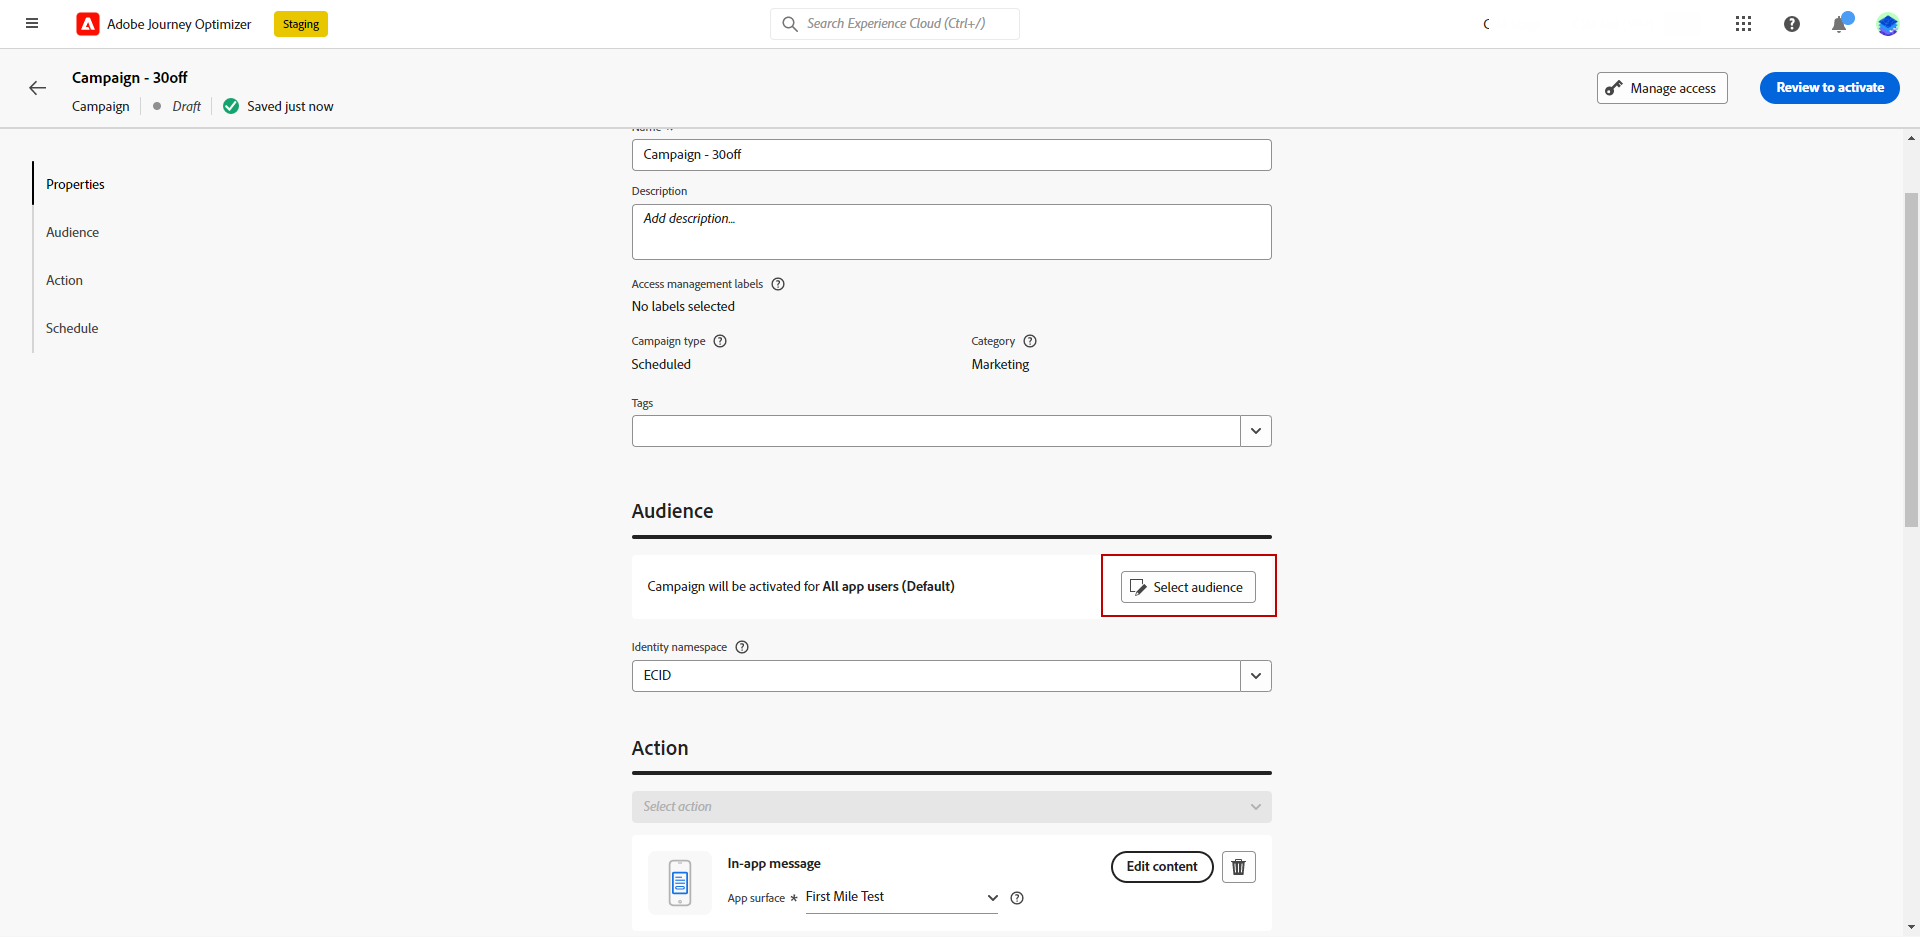 Adobe Journey Optimizer
Staging
Search Experience Cloud (Ctrl+/)
C
Campaign - 30off
Campaign
Draft
Saved just now
Manage access
Review to activate
Properties
Audience
Action
Schedule
Name *
Campaign - 30off
Description
Add description...
Access management labels
No labels selected
Campaign type
Category
Scheduled
Marketing
Tags
Audience
Campaign will be activated for All app users (Default)
Select audience
Identity namespace
ECID
Action
Select action
In-app message
Edit content
App surface * First Mile Test